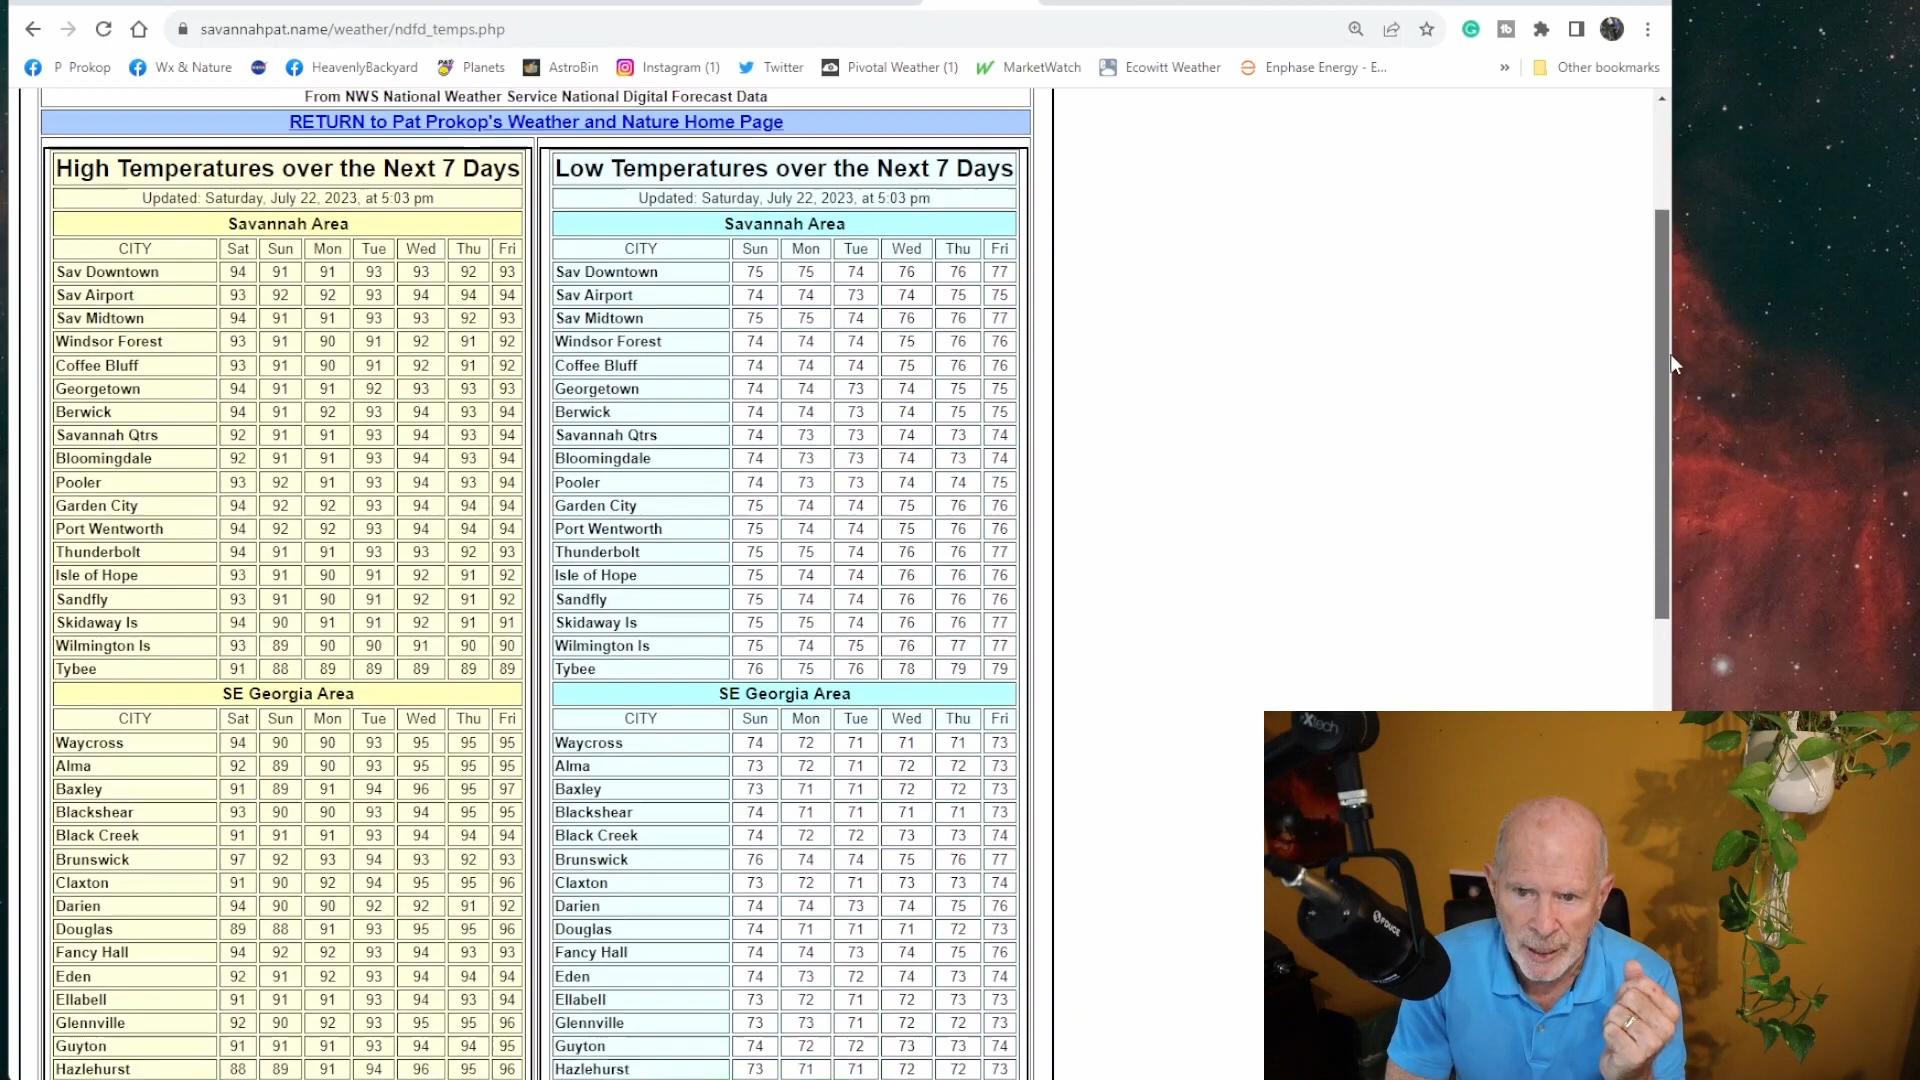 savannahpat.name/weather/ndfd_temps.php
P Prokop Wx & Nature HeavenlyBackyard Planets AstroBin Instagram (1) Twitter Pivotal Weather (1) MarketWatch Ecowitt Weather Enphase Energy - E... » Other bookmarks
From NWS National Weather Service National Digital Forecast Data
RETURN to Pat Prokop's Weather and Nature Home Page
High Temperatures over the Next 7 Days
Updated: Saturday, July 22, 2023, at 5:03 pm
Savannah Area
CITY Sat Sun Mon Tue Wed Thu Fri
Sav Downtown 94 91 91 93 93 92 93
Sav Airport 93 92 92 93 94 94 94
Sav Midtown 94 91 91 93 93 92 93
Windsor Forest 93 91 90 91 92 91 92
Coffee Bluff 93 91 90 91 92 91 92
Georgetown 94 91 91 92 93 93 93
Berwick 94 91 92 93 94 93 94
Savannah Qtrs 92 91 91 93 94 93 94
Bloomingdale 92 91 91 93 94 93 94
Pooler 93 92 91 93 94 93 94
Garden City 94 92 92 93 94 94 94
Port Wentworth 94 92 92 93 94 94 94
Thunderbolt 94 91 91 93 93 92 93
Isle of Hope 93 91 90 91 92 91 92
Sandfly 93 91 90 91 92 91 92
Skidaway Is 94 90 91 91 92 91 91
Wilmington Is 93 89 90 90 91 90 90
Tybee 91 88 89 89 89 89 89
SE Georgia Area
CITY Sat Sun Mon Tue Wed Thu Fri
Waycross 94 90 90 93 95 95 95
Alma 92 89 90 93 95 95 95
Baxley 91 89 91 94 96 95 97
Blackshear 93 90 90 93 94 95 95
Black Creek 91 91 91 93 94 94 94
Brunswick 97 92 93 94 93 92 93
Claxton 91 90 92 94 95 95 96
Darien 94 90 90 92 92 91 92
Douglas 89 88 91 93 95 95 96
Fancy Hall 94 92 92 93 94 93 93
Eden 92 91 92 93 94 94 94
Ellabell 91 91 91 93 94 93 94
Glennville 92 90 92 93 95 95 96
Guyton 91 91 91 93 94 94 95
Hazlehurst 88 89 91 94 96 95 96
Low Temperatures over the Next 7 Days
Updated: Saturday, July 22, 2023, at 5:03 pm
Savannah Area
CITY Sun Mon Tue Wed Thu Fri
Sav Downtown 75 75 74 76 76 77
Sav Airport 74 74 73 74 75 75
Sav Midtown 75 75 74 76 76 77
Windsor Forest 74 74 74 75 76 76
Coffee Bluff 74 74 74 75 76 76
Georgetown 74 74 73 74 75 75
Berwick 74 74 73 74 75 75
Savannah Qtrs 74 73 73 74 73 74
Bloomingdale 74 73 73 74 73 74
Pooler 74 73 73 74 74 75
Garden City 75 74 74 75 76 76
Port Wentworth 75 74 74 75 76 76
Thunderbolt 75 75 74 76 76 77
Isle of Hope 75 74 74 76 76 76
Sandfly 75 74 74 76 76 76
Skidaway Is 75 75 74 76 76 77
Wilmington Is 75 74 75 76 77 77
Tybee 76 75 76 78 79 79
SE Georgia Area
CITY Sun Mon Tue Wed Thu Fri
Waycross 74 72 71 71 71 73
Alma 73 72 71 72 72 73
Baxley 73 71 71 72 72 73
Blackshear 74 71 71 71 71 73
Black Creek 74 72 72 73 73 74
Brunswick 76 74 74 75 76 77
Claxton 73 72 71 73 73 74
Darien 74 74 73 74 75 76
Douglas 74 71 71 71 72 73
Fancy Hall 74 74 73 74 75 76
Eden 74 73 72 74 73 74
Ellabell 73 72 71 72 73 73
Glennville 73 73 71 72 72 73
Guyton 74 72 72 73 73 74
Hazlehurst 73 71 71 72 72 73
FDUCE